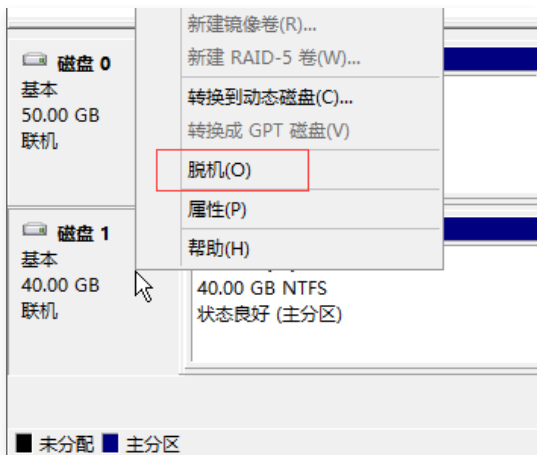 新建镜像卷(R)...
新建 RAID-5 卷(W)...
转换到动态磁盘(C)...
转换成 GPT 磁盘(V)
脱机(O)
属性(P)
帮助(H)
磁盘 0
基本
50.00 GB
联机
磁盘 1
基本
40.00 GB
联机
40.00 GB NTFS
状态良好 (主分区)
未分配 主分区